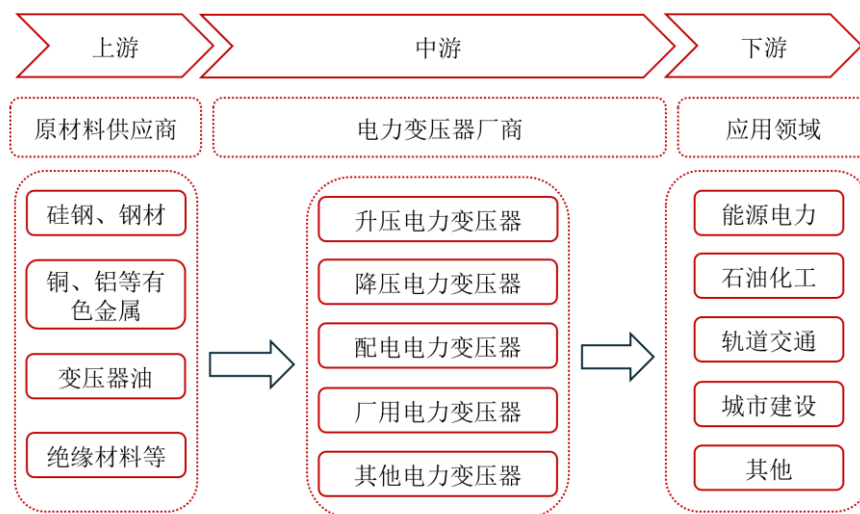 上游
中游
下游
原材料供应商
电力变压器厂商
应用领域
硅钢、钢材
铜、铝等有
色金属
变压器油
绝缘材料等
升压电力变压器
降压电力变压器
配电电力变压器
厂用电力变压器
其他电力变压器
能源电力
石油化工
轨道交通
城市建设
其他